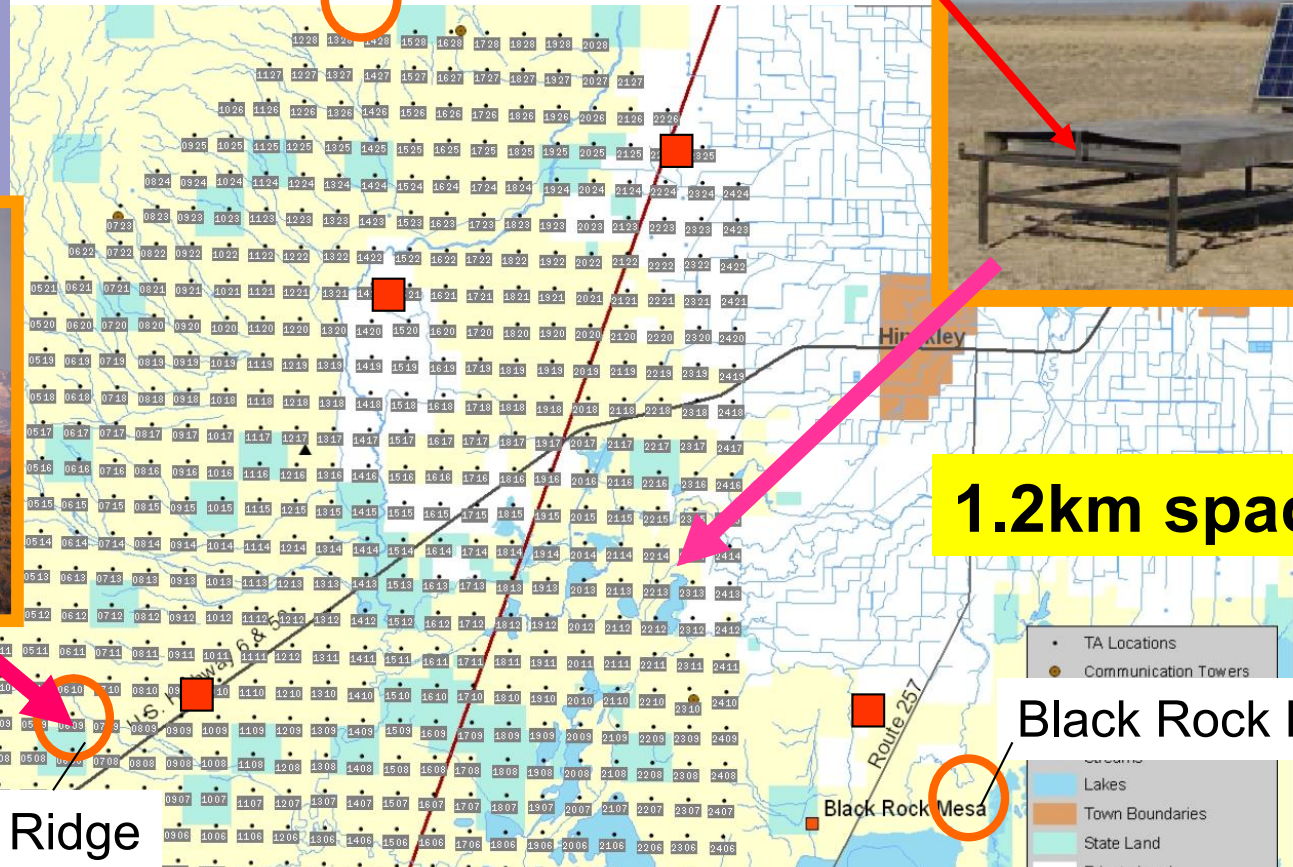 1228 1328 1428 1528 1628 1728 1828 1928 2028
1127 1227 1327 1427 1527 1627 1727 1827 1927 2027 2127
1026 1126 1226 1326 1426 1526 1626 1726 1826 1926 2026 2126 2226
0925 1025 1125 1225 1325 1425 1525 1625 1725 1825 1925 2025 2125
0824 0924 1024 1124 1224 1324 1424 1524 1624 1724 1824 1924 2024 2124 2224 2324 2424
0723 0823 0923 1023 1123 1223 1323 1423 1523 1623 1723 1823 1923 2023 2123 2223 2323 2423
0622 0722 0822 0922 1022 1122 1222 1322 1422 1522 1622 1722 1822 1922 2022 2122 2222 2322 2422
0521 0621 0721 0821 0921 1021 1121 1221 1321 1621 1721 1821 1921 2021 2121 2221 2321 2421
0520 0620 0720 0820 0920 1020 1120 1220 1320 1420 1520 1620 1720 1820 1920 2020 2120 2220 2320 2420
Hinckley
0519 0619 0719 0819 0919 1019 1119 1219 1319 1419 1519 1619 1719 1819 1919 2019 2119 2219 2319 2419
0518 0618 0718 0818 0918 1018 1118 1218 1318 1418 1518 1618 1718 1818 1918 2018 2118 2218 2318 2418
0517 0617 0717 0817 0917 1017 1117 1217 1317 1417 1517 1617 1717 1817 1917 2017 2117 2217 2317 2417
0516 0616 0716 0816 0916 1016 1116 1216 1316 1416 1516 1616 1716 1816 1916 2016 2116 2216 2316 2416
0515 0615 0715 0815 0915 1015 1115 1215 1315 1415 1515 1615 1715 1815 1915 2015 2115 2215
1.2km spac
0514 0614 0714 0814 0914 1014 1114 1214 1314 1414 1514 1614 1714 1814 1914 2014 2114 2214 2414
0513 0613 0713 0813 0913 1013 1113 1213 1313 1413 1513 1613 1713 1813 1913 2013 2113 2213 2313 2413
0512 0612 0712 0812 0912 1012 1112 1212 1312 1412 1512 1612 1712 1812 1912 2012 2112 2212 2312 2412
0511 0611 0711 0811 0911 1011 1111 1211 1311 1411 1511 1611 1711 1811 1911 2011 2111 2211 2311 2411
0610 0710 0810 1110 1210 1310 1410 1510 1610 1710 1810 1910 2010 2110 2210 2310 2410
0609 0809 0909 1009 1109 1209 1309 1409 1509 1609 1709 1809 1909 2009 2109 2209 2309 2409
0508 0708 0808 0908 1008 1108 1208 1308 1408 1508 1608 1708 1808 1908 2008 2108 2208 2308 2408
0907 1007 1107 1207 1307 1407 1507 1607 1707 1807 1907 2007 2107 2207 2307 2407
0906 1006 1106 1206 1306 1406 1506 1606 1706 1806 1906 2006 2106 2206 2306 2406
U.S. Highway 6 & 50
Route 257
Black Rock Mesa
Ridge
TA Locations
Communication Towers
Black Rock
Streams
Lakes
Town Boundaries
State Land